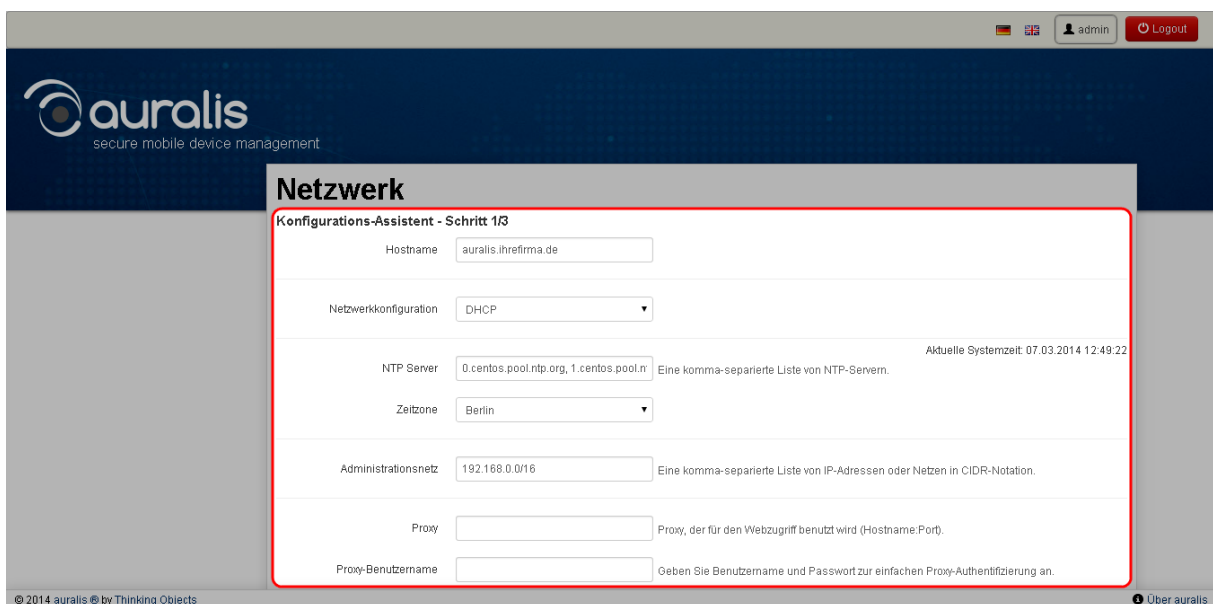 admin
Logout
auralis
secure mobile device management
Netzwerk
Konfigurations-Assistent - Schritt 1/3
Hostname auralis.ihrefirma.de
Netzwerkkonfiguration DHCP
Aktuelle Systemzeit: 07.03.2014 12:49:22
NTP Server 0.centos.pool.ntp.org, 1.centos.pool.n Eine komma-separierte Liste von NTP-Servern.
Zeitzone Berlin
Administrationsnetz 192.168.0.0/16 Eine komma-separierte Liste von IP-Adressen oder Netzen in CIDR-Notation.
Proxy Proxy, der für den Webzugriff benutzt wird (Hostname:Port).
Proxy-Benutzername Geben Sie Benutzername und Passwort zur einfachen Proxy-Authentifizierung an.
© 2014 auralis ® by Thinking Objects Über auralis